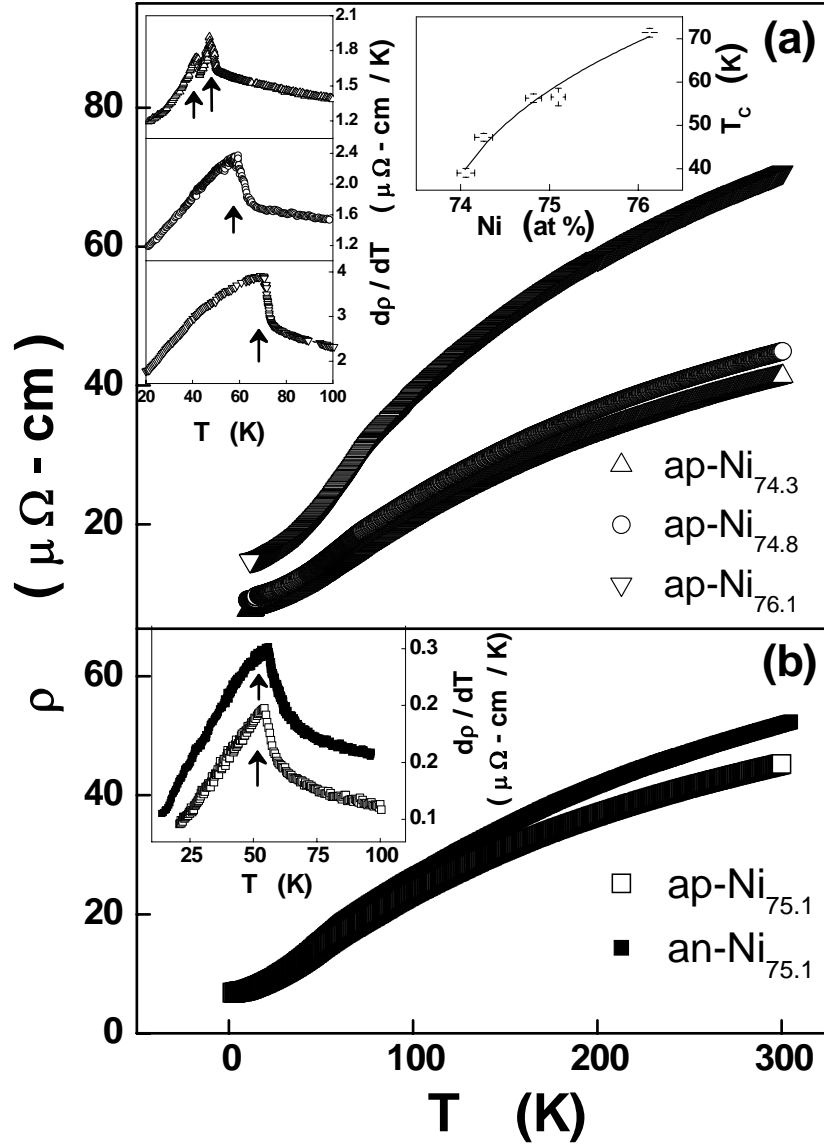 (a)
2.1
1.8
1.5
1.2
2.4
2.0
1.6
1.2
4
3
2
dρ / dT ( μ Ω - cm / K)
20 40 60 80 100
T (K)
70
60
50
40
T_C (K)
74 75 76
Ni (at %)
80
60
40
20
ρ ( μ Ω - cm)
ap-Ni74.3
ap-Ni74.8
ap-Ni76.1
(b)
0.3
0.2
0.2
0.1
dρ / dT
( μ Ω - cm / K)
25 50 75 100
T (K)
60
40
20
0
ap-Ni75.1
an-Ni75.1
0 100 200 300
T (K)